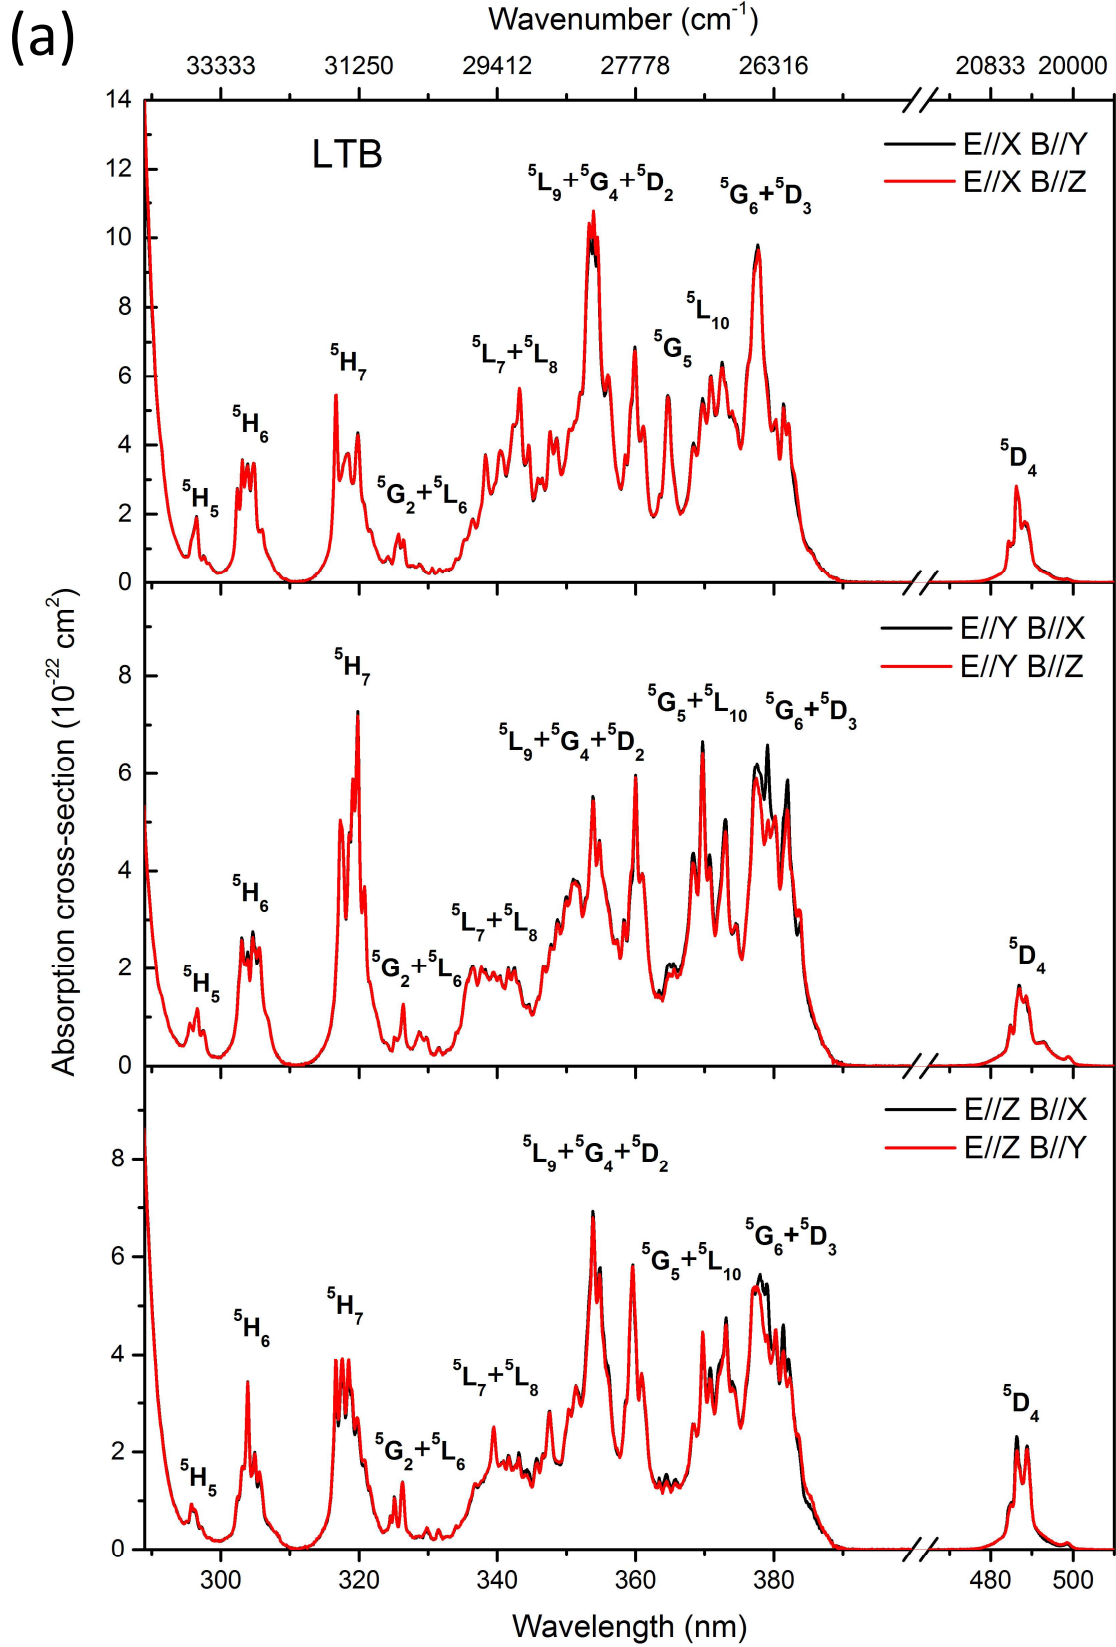 (a)
Wavenumber (cm⁻¹)
33333 31250 29412 27778 26316 20833 20000
14
12
10
8
6
4
2
0
LTB
E//X B//Y
E//X B//Z
⁵H₅
⁵H₆
⁵H₇
⁵G₂+⁵L₆
⁵L₇+⁵L₈
⁵L₉+⁵G₄+⁵D₂
⁵G₅
⁵L₁₀
⁵G₆+⁵D₃
⁵D₄
Absorption cross-section (10⁻²² cm²)
8
6
4
2
0
E//Y B//X
E//Y B//Z
⁵H₅
⁵H₆
⁵H₇
⁵G₂+⁵L₆
⁵L₇+⁵L₈
⁵L₉+⁵G₄+⁵D₂
⁵G₅+⁵L₁₀
⁵G₆+⁵D₃
⁵D₄
8
6
4
2
0
E//Z B//X
E//Z B//Y
⁵H₅
⁵H₆
⁵H₇
⁵G₂+⁵L₆
⁵L₇+⁵L₈
⁵L₉+⁵G₄+⁵D₂
⁵G₅+⁵L₁₀
⁵G₆+⁵D₃
⁵D₄
300 320 340 360 380 480 500
Wavelength (nm)